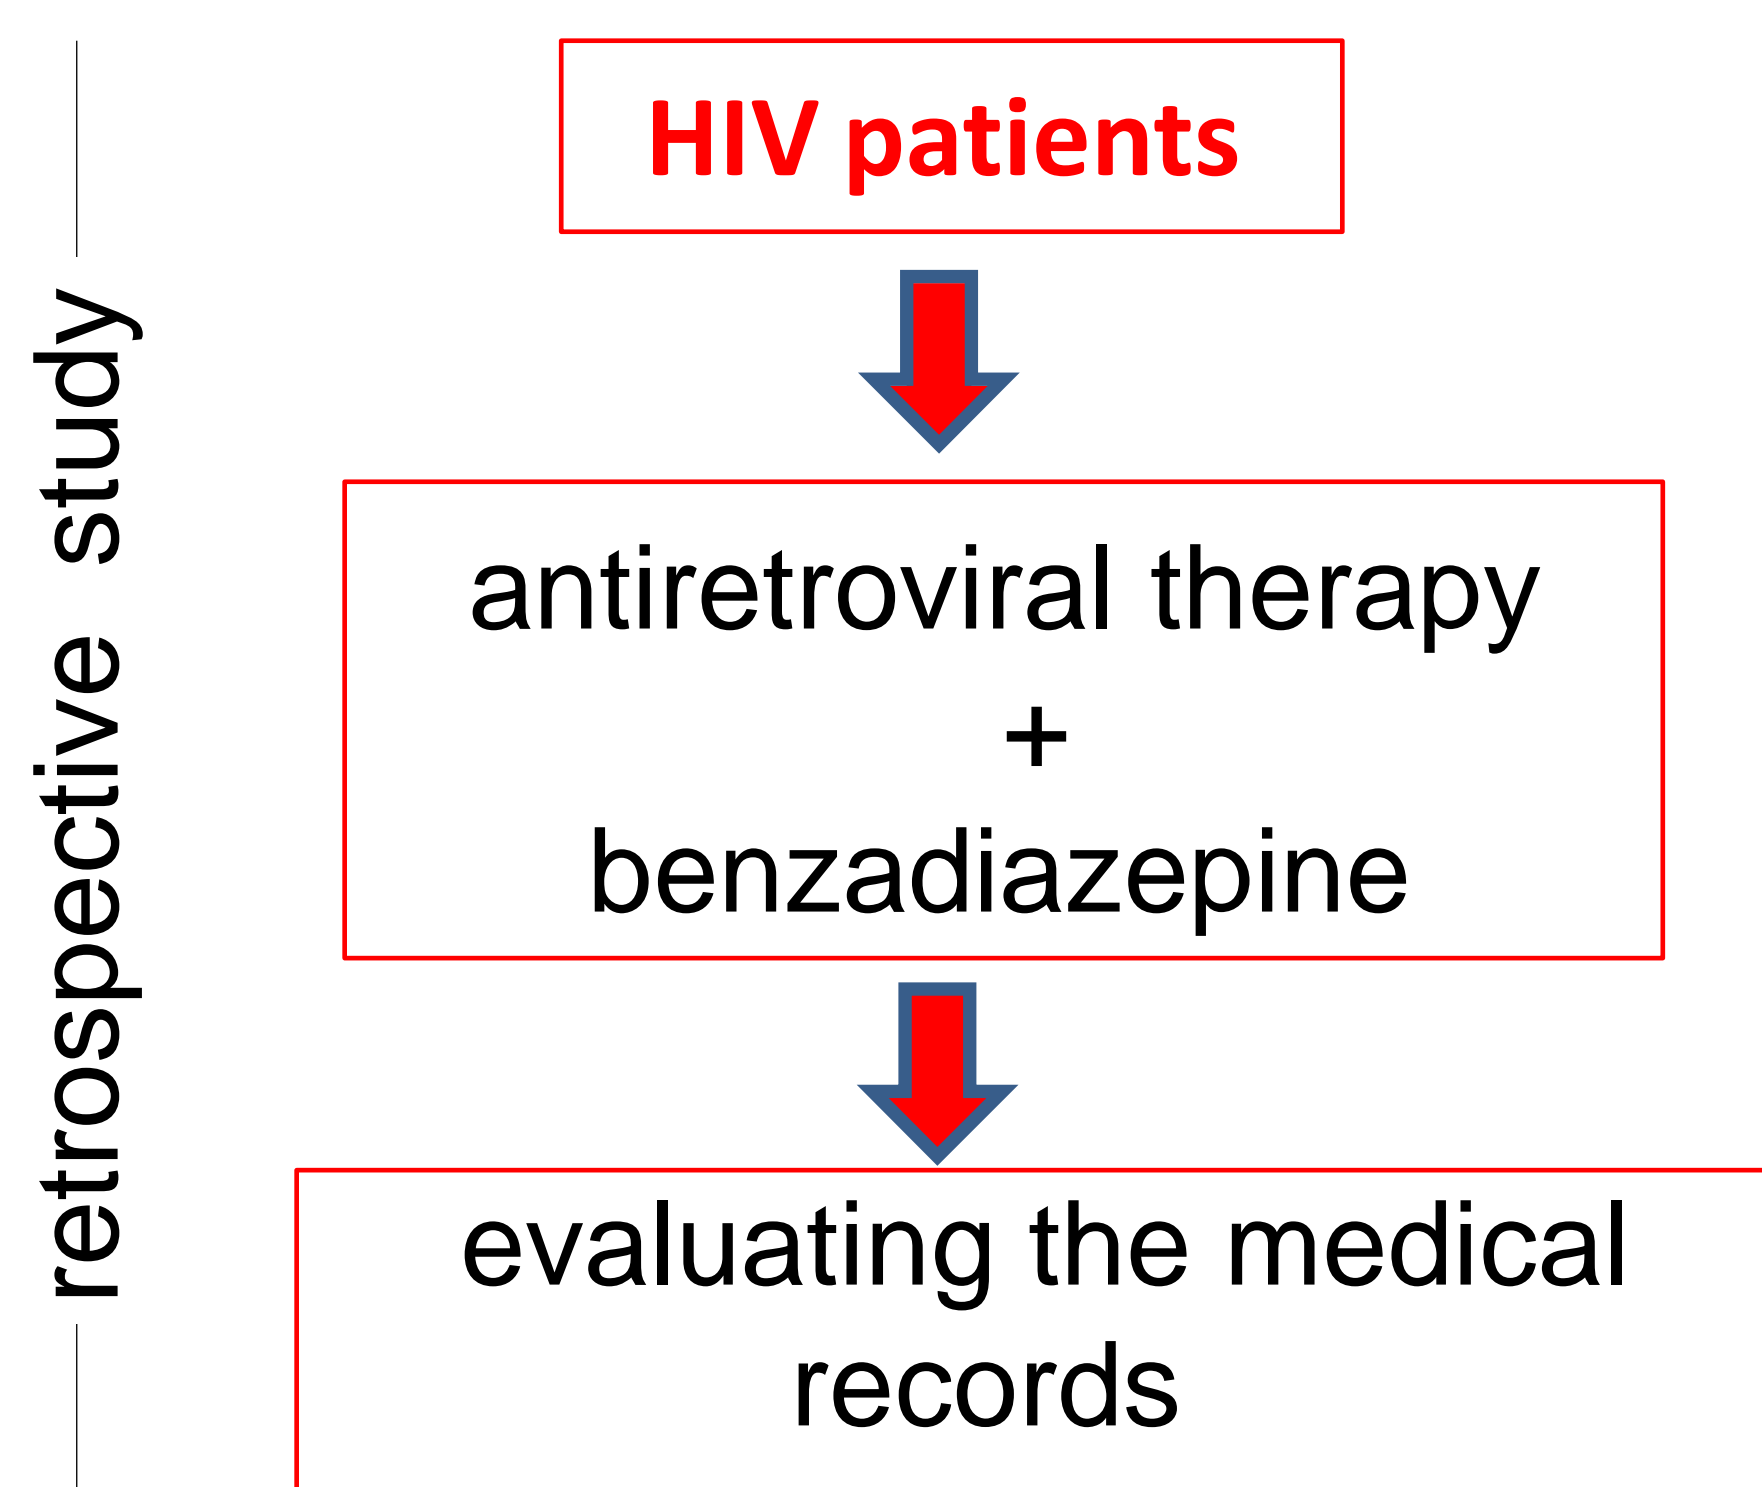 HIV patients
retrospective study
antiretroviral therapy
+
benzadiazepine
evaluating the medical
records